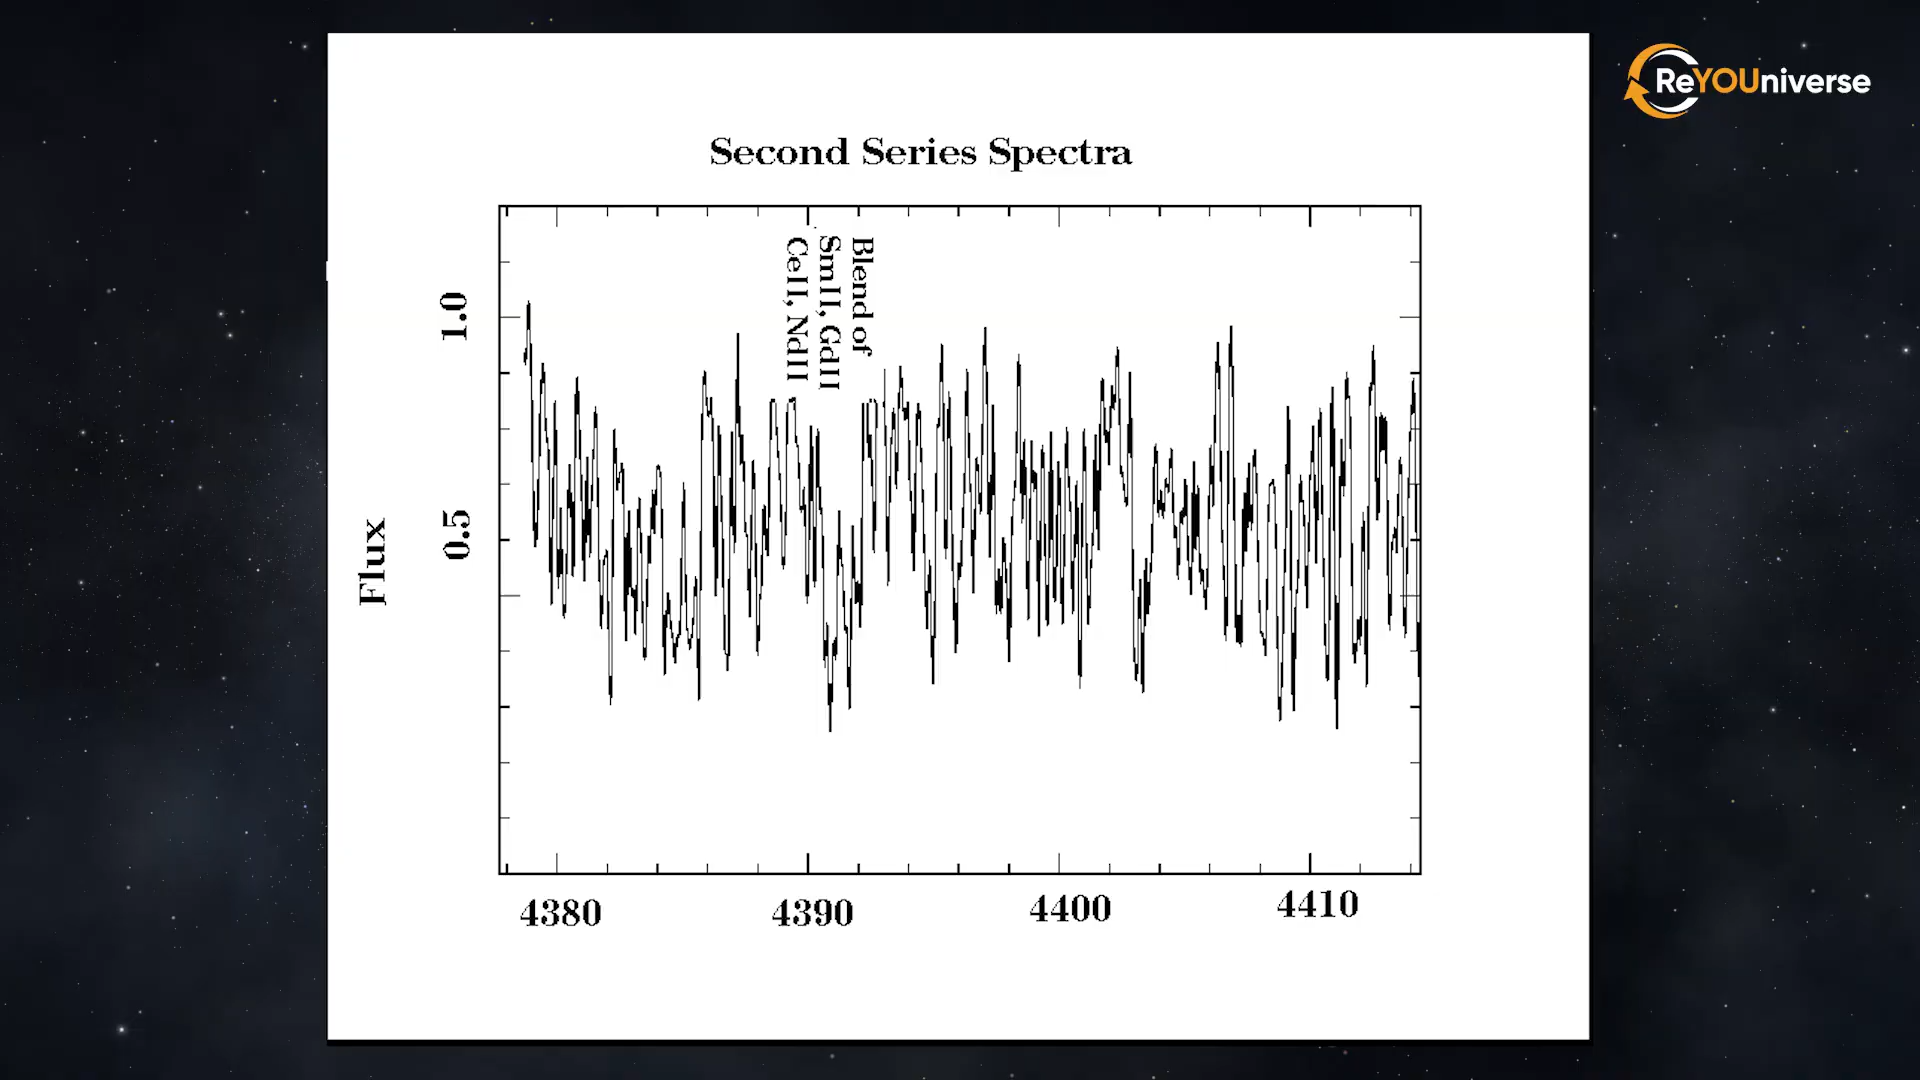 ReYOUniverse
Second Series Spectra
Blend of
SmII, GdII
CeII, NdII
1.0
0.5
Flux
4380
4390
4400
4410